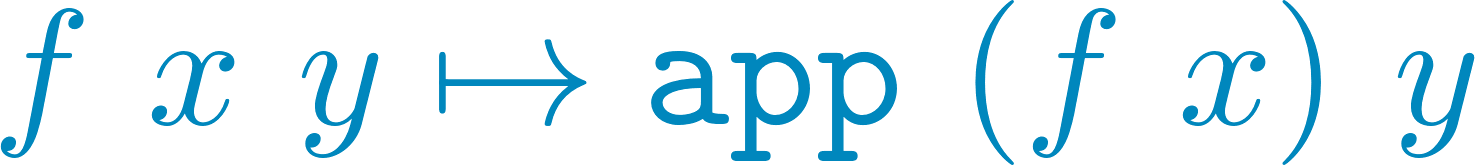 f x y ↦ app (f x) y